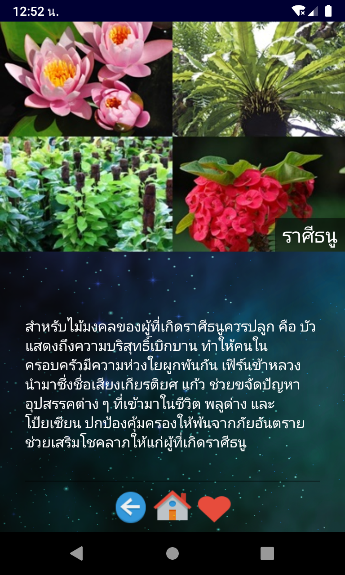 12:52 น.
ราศีธนู
สำหรับไม้มงคลของผู้ที่เกิดราศีธนูควรปลูก คือ บัว
แสดงถึงความบริสุทธิ์เบิกบาน ทำให้คนใน
ครอบครัวมีความห่วงใยผูกพันกัน เฟิร์นข้าหลวง
นำมาซึ่งชื่อเสียงเกียรติยศ แก้ว ช่วยขจัดปัญหา
อุปสรรคต่าง ๆ ที่เข้ามาในชีวิต พลูด่าง และ
โป๊ยเซียน ปกป้องคุ้มครองให้พ้นจากภัยอันตราย
ช่วยเสริมโชคลาภให้แก่ผู้ที่เกิดราศีธนู